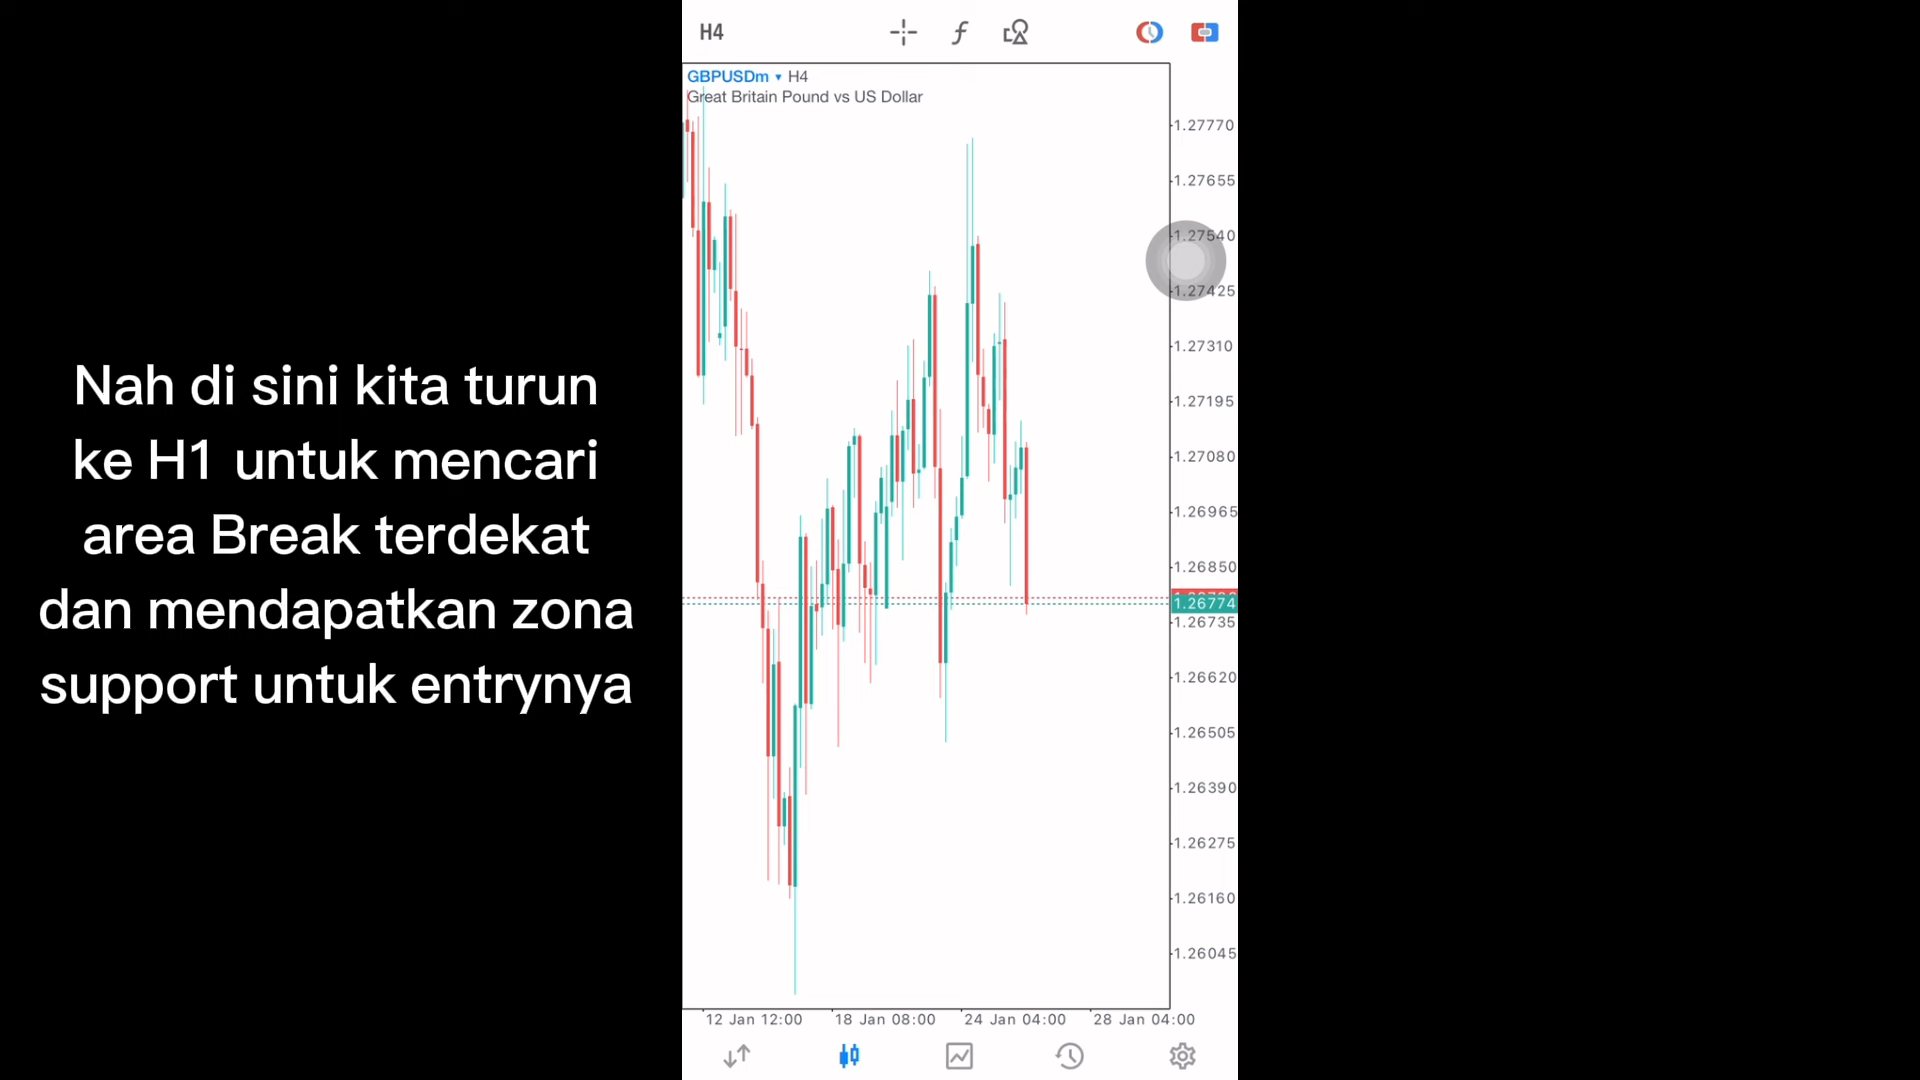 H4
GBPUSDm ▾ H4
Great Britain Pound vs US Dollar
Nah di sini kita turun
ke H1 untuk mencari
area Break terdekat
dan mendapatkan zona
support untuk entrynya
1.27770
1.27655
1.27540
1.27425
1.27310
1.27195
1.27080
1.26965
1.26850
1.26774
1.26735
1.26620
1.26505
1.26390
1.26275
1.26160
1.26045
12 Jan 12:00
18 Jan 08:00
24 Jan 04:00
28 Jan 04:00